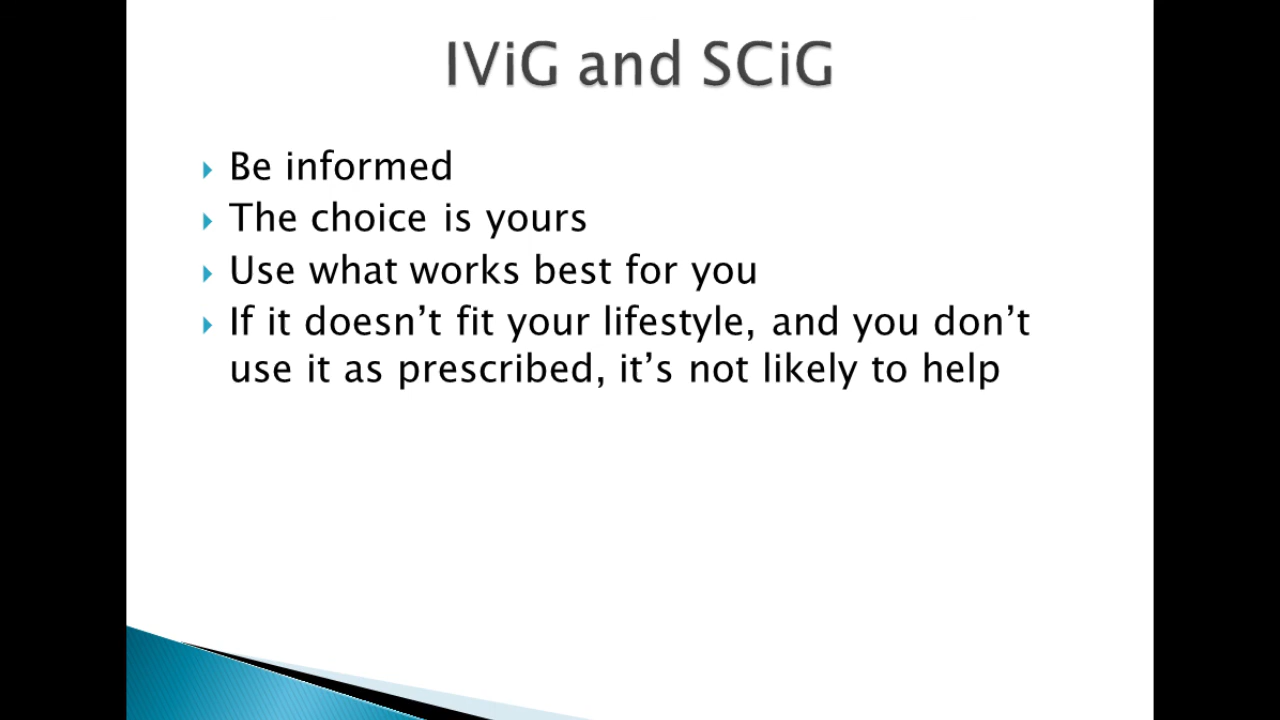 IViG and SCiG
Be informed
The choice is yours
Use what works best for you
If it doesn’t fit your lifestyle, and you don’t
use it as prescribed, it’s not likely to help